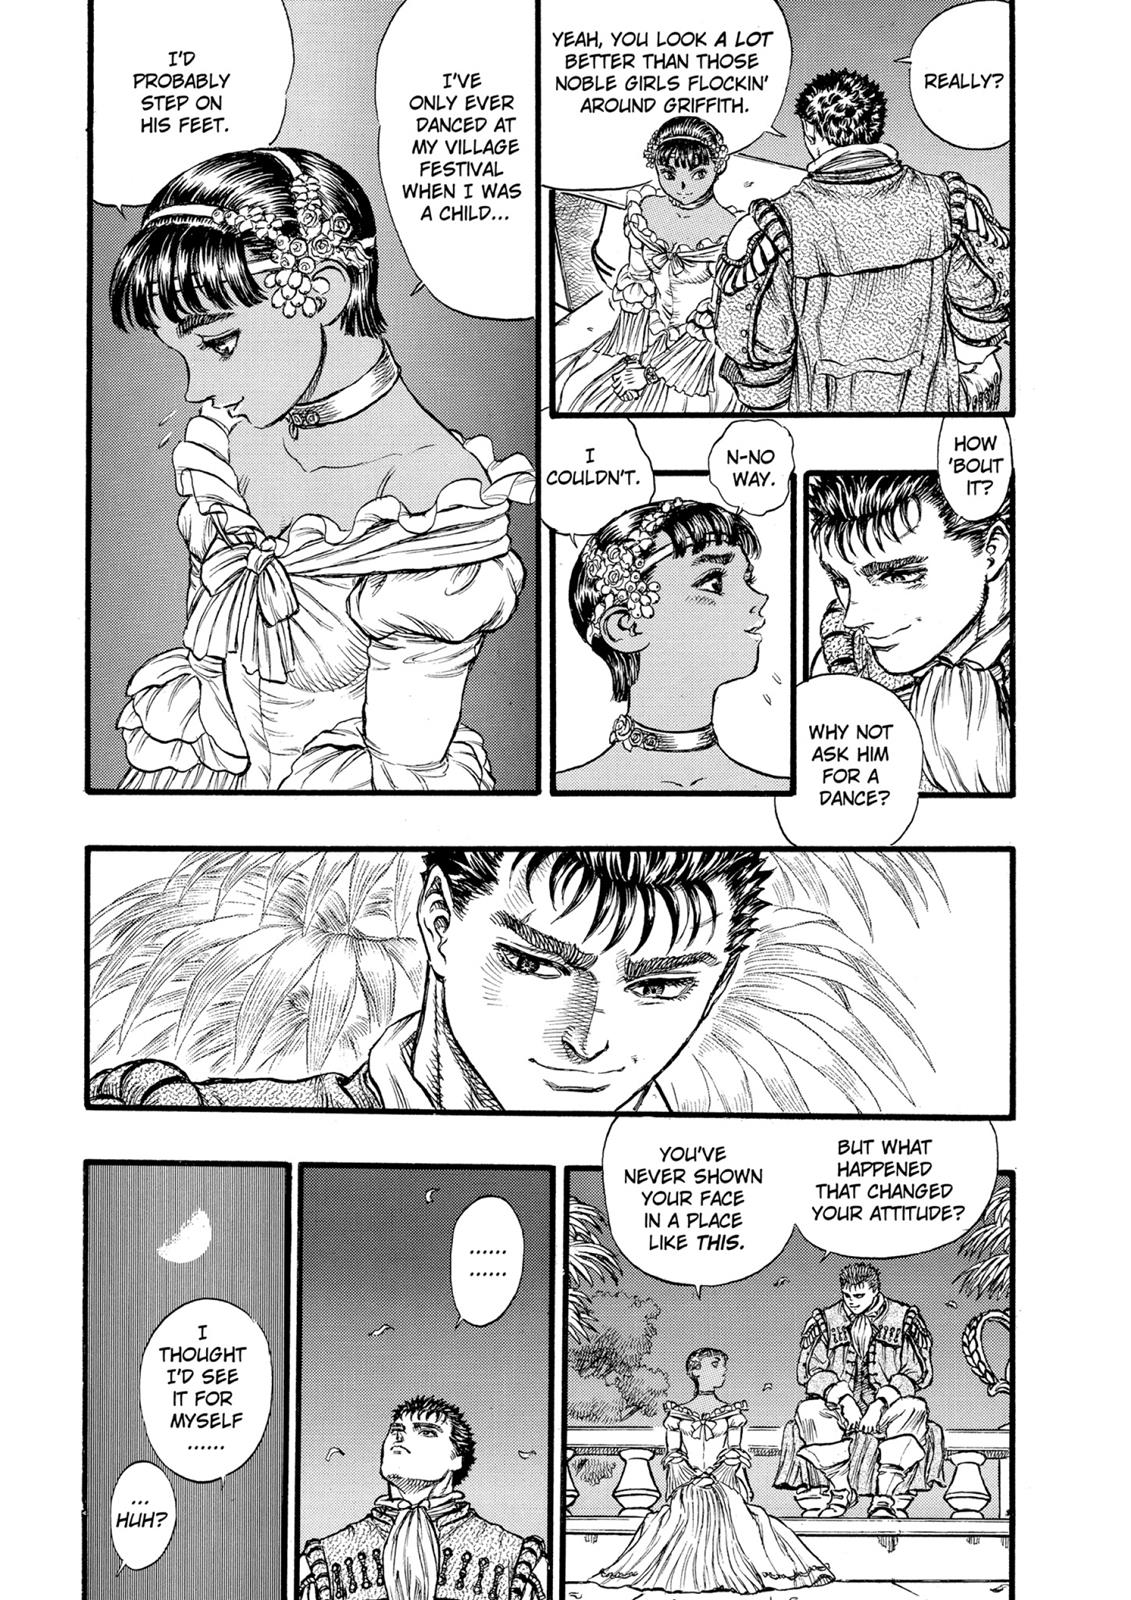 REALLY?
YEAH, YOU LOOK A LOT
BETTER THAN THOSE
NOBLE GIRLS FLOCKIN'
AROUND GRIFFITH.
HOW
'BOUT
IT?
WHY NOT
ASK HIM
FOR A
DANCE?
N-NO
WAY.
I
COULDN'T.
I'VE
ONLY EVER
DANCED AT
MY VILLAGE
FESTIVAL
WHEN I WAS
A CHILD...
I'D
PROBABLY
STEP ON
HIS FEET.
BUT WHAT
HAPPENED
THAT CHANGED
YOUR ATTITUDE?
YOU'VE
NEVER SHOWN
YOUR FACE
IN A PLACE
LIKE THIS.
......
......
I
THOUGHT
I'D SEE
IT FOR
MYSELF
......
...
HUH?